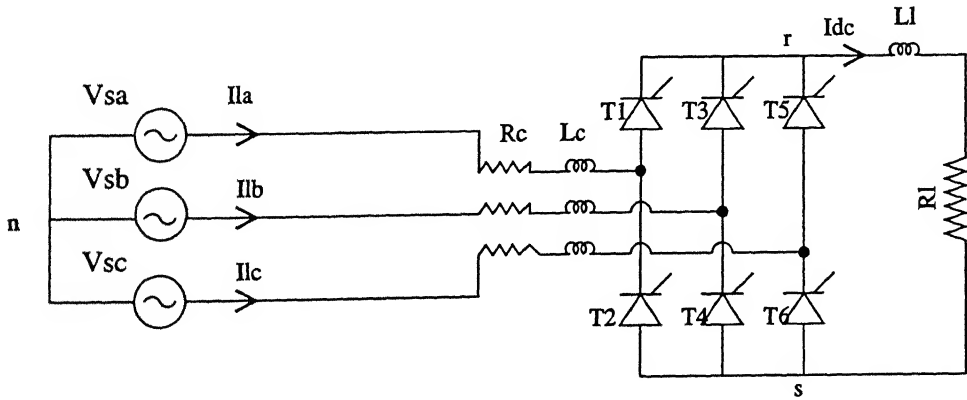 Idc
Ll
r
Vsa
Ila
T1
T3
T5
Rc
Lc
Vsb
Ilb
n
Rl
Vsc
Ilc
T2
T4
T6
s